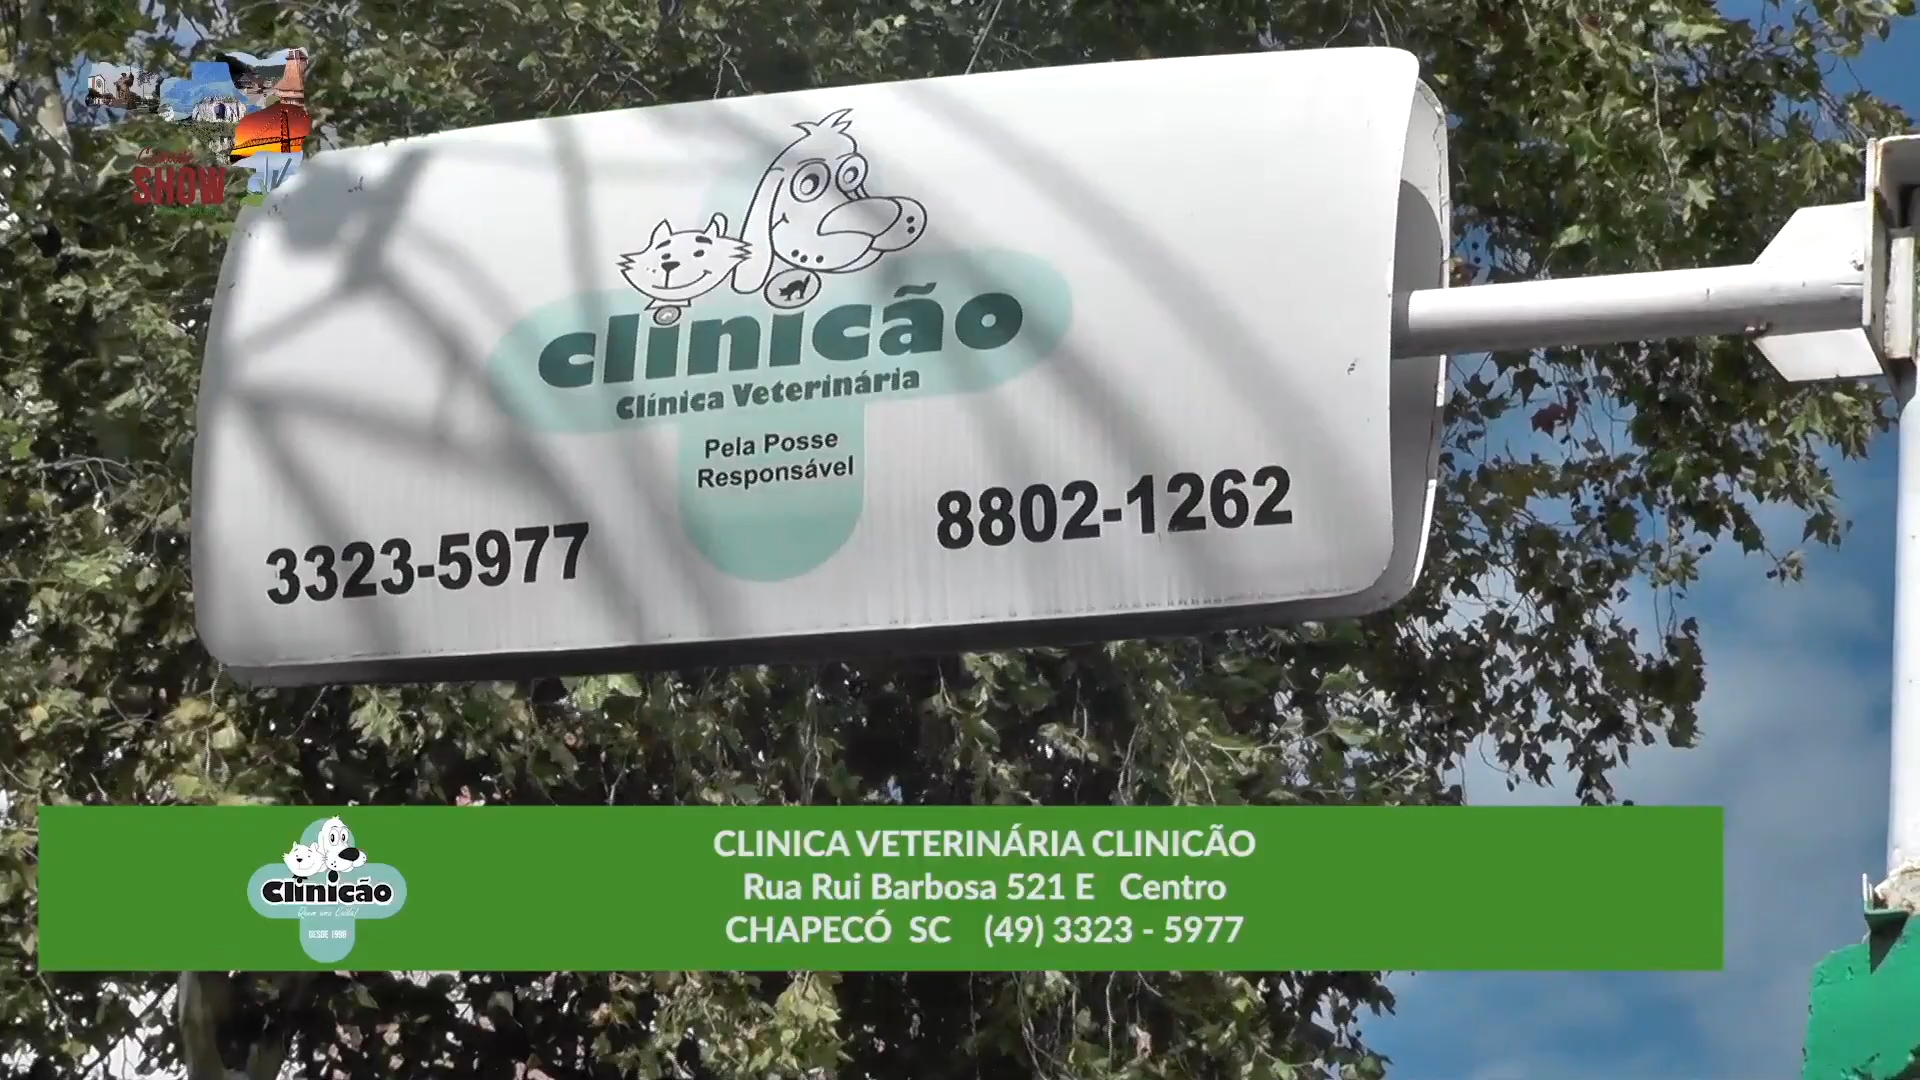 SHOW
clinicão
Clínica Veterinária
Pela Posse
Responsável
3323-5977
8802-1262
Clinicão
DESDE 1998
CLINICA VETERINÁRIA CLINICÃO
Rua Rui Barbosa 521 E Centro
CHAPECÓ SC (49) 3323 - 5977